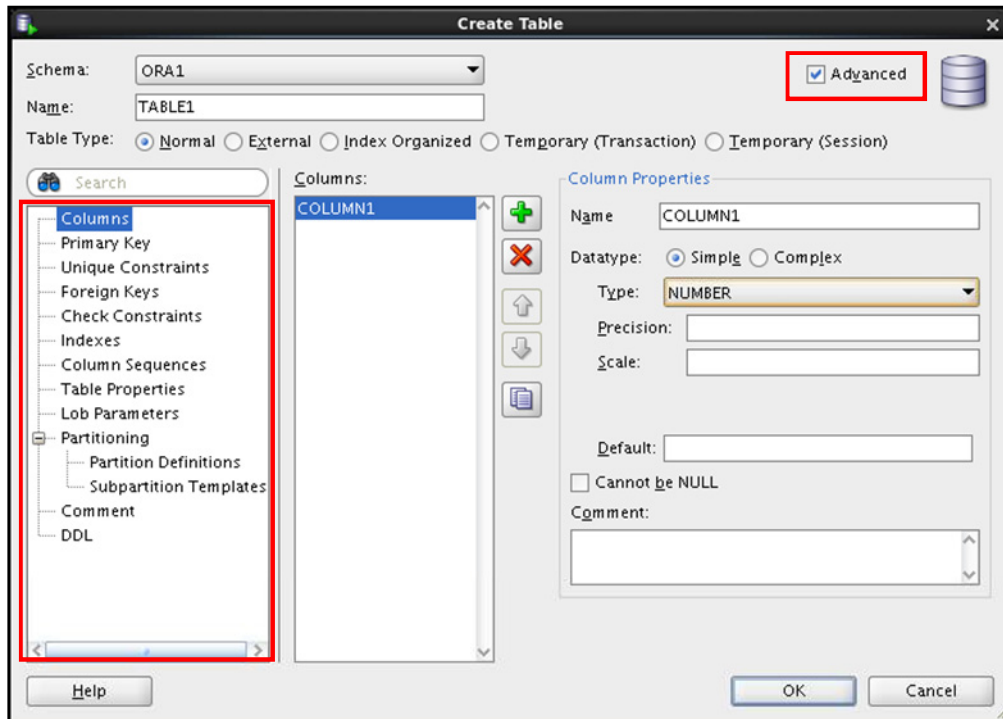 Create Table
Schema: ORA1
Advanced
Name: TABLE1
Table Type: Normal External Index Organized Temporary (Transaction) Temporary (Session)
Search
Columns
Primary Key
Unique Constraints
Foreign Keys
Check Constraints
Indexes
Column Sequences
Table Properties
Lob Parameters
Partitioning
Partition Definitions
Subpartition Templates
Comment
DDL
Columns:
COLUMN1
Column Properties
Name COLUMN1
Datatype: Simple Complex
Type: NUMBER
Precision:
Scale:
Default:
Cannot be NULL
Comment:
Help
OK
Cancel